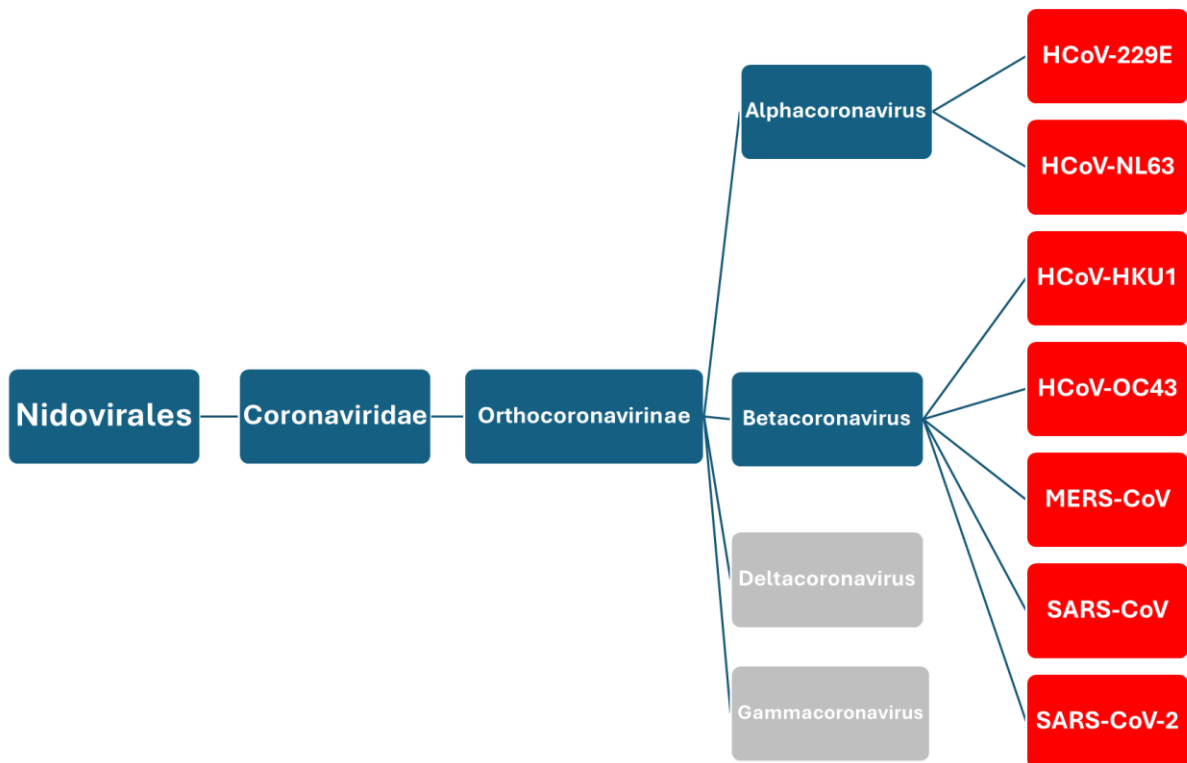 Nidovirales
Coronaviridae
Orthocoronavirinae
Alphacoronavirus
Betacoronavirus
Deltacoronavirus
Gammacoronavirus
HCoV-229E
HCoV-NL63
HCoV-HKU1
HCoV-OC43
MERS-CoV
SARS-CoV
SARS-CoV-2